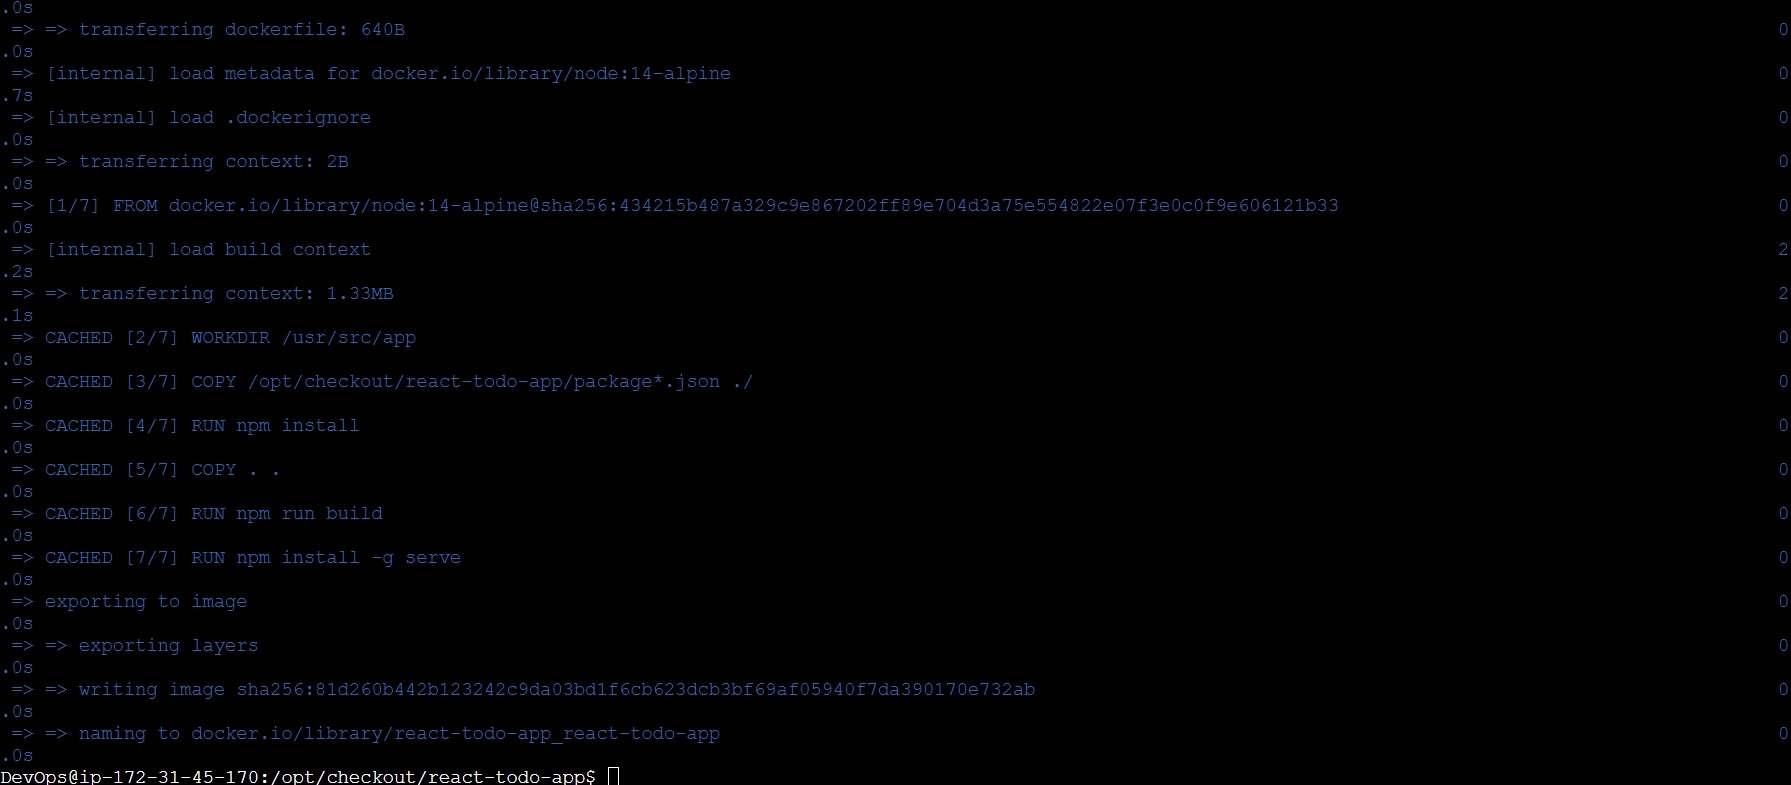 .0s
=> => transferring dockerfile: 640B 0
.0s
=> [internal] load metadata for docker.io/library/node:14-alpine 0
.7s
=> [internal] load .dockerignore 0
.0s
=> => transferring context: 2B 0
.0s
=> [1/7] FROM docker.io/library/node:14-alpine@sha256:434215b487a329c9e867202ff89e704d3a75e554822e07f3e0c0f9e606121b33 0
.0s
=> [internal] load build context 2
.2s
=> => transferring context: 1.33MB 2
.1s
=> CACHED [2/7] WORKDIR /usr/src/app 0
.0s
=> CACHED [3/7] COPY /opt/checkout/react-todo-app/package*.json ./ 0
.0s
=> CACHED [4/7] RUN npm install 0
.0s
=> CACHED [5/7] COPY . . 0
.0s
=> CACHED [6/7] RUN npm run build 0
.0s
=> CACHED [7/7] RUN npm install -g serve 0
.0s
=> exporting to image 0
.0s
=> => exporting layers 0
.0s
=> => writing image sha256:81d260b442b123242c9da03bd1f6cb623dcb3bf69af05940f7da390170e732ab 0
.0s
=> => naming to docker.io/library/react-todo-app_react-todo-app 0
.0s
DevOps@ip-172-31-45-170:/opt/checkout/react-todo-app$